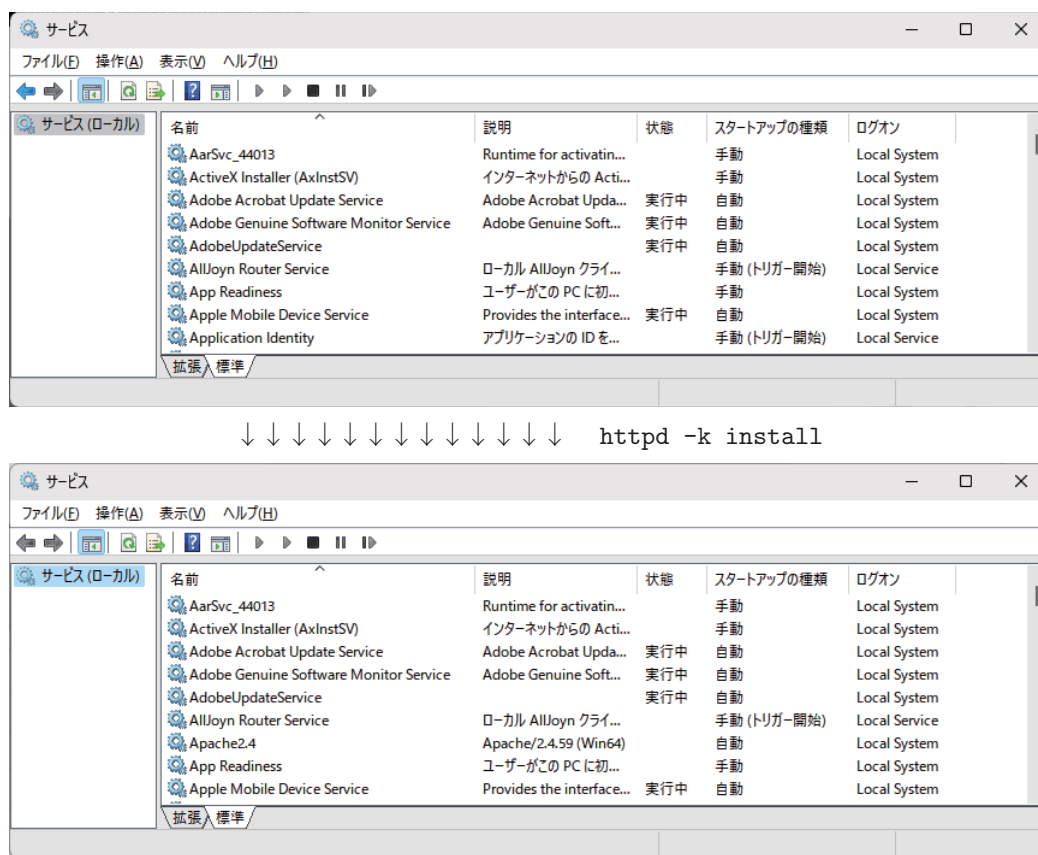 サービス
ファイル(F) 操作(A) 表示(V) ヘルプ(H)
サービス (ローカル)
名前 説明 状態 スタートアップの種類 ログオン
AarSvc_44013 Runtime for activatin... 手動 Local System
ActiveX Installer (AxInstSV) インターネットからの Acti... 手動 Local System
Adobe Acrobat Update Service Adobe Acrobat Upda... 実行中 自動 Local System
Adobe Genuine Software Monitor Service Adobe Genuine Soft... 実行中 自動 Local System
AdobeUpdateService 実行中 自動 Local System
AllJoyn Router Service ローカル AllJoyn クライ... 手動 (トリガー開始) Local Service
App Readiness ユーザーがこの PC に初... 手動 Local System
Apple Mobile Device Service Provides the interface... 実行中 自動 Local System
Application Identity アプリケーションの ID を... 手動 (トリガー開始) Local Service
拡張 標準
↓ ↓ ↓ ↓ ↓ ↓ ↓ ↓ ↓ ↓ ↓ ↓ ↓ httpd -k install
サービス
ファイル(F) 操作(A) 表示(V) ヘルプ(H)
サービス (ローカル)
名前 説明 状態 スタートアップの種類 ログオン
AarSvc_44013 Runtime for activatin... 手動 Local System
ActiveX Installer (AxInstSV) インターネットからの Acti... 手動 Local System
Adobe Acrobat Update Service Adobe Acrobat Upda... 実行中 自動 Local System
Adobe Genuine Software Monitor Service Adobe Genuine Soft... 実行中 自動 Local System
AdobeUpdateService 実行中 自動 Local System
AllJoyn Router Service ローカル AllJoyn クライ... 手動 (トリガー開始) Local Service
Apache2.4 Apache/2.4.59 (Win64) 自動 Local System
App Readiness ユーザーがこの PC に初... 手動 Local System
Apple Mobile Device Service Provides the interface... 実行中 自動 Local System
拡張 標準